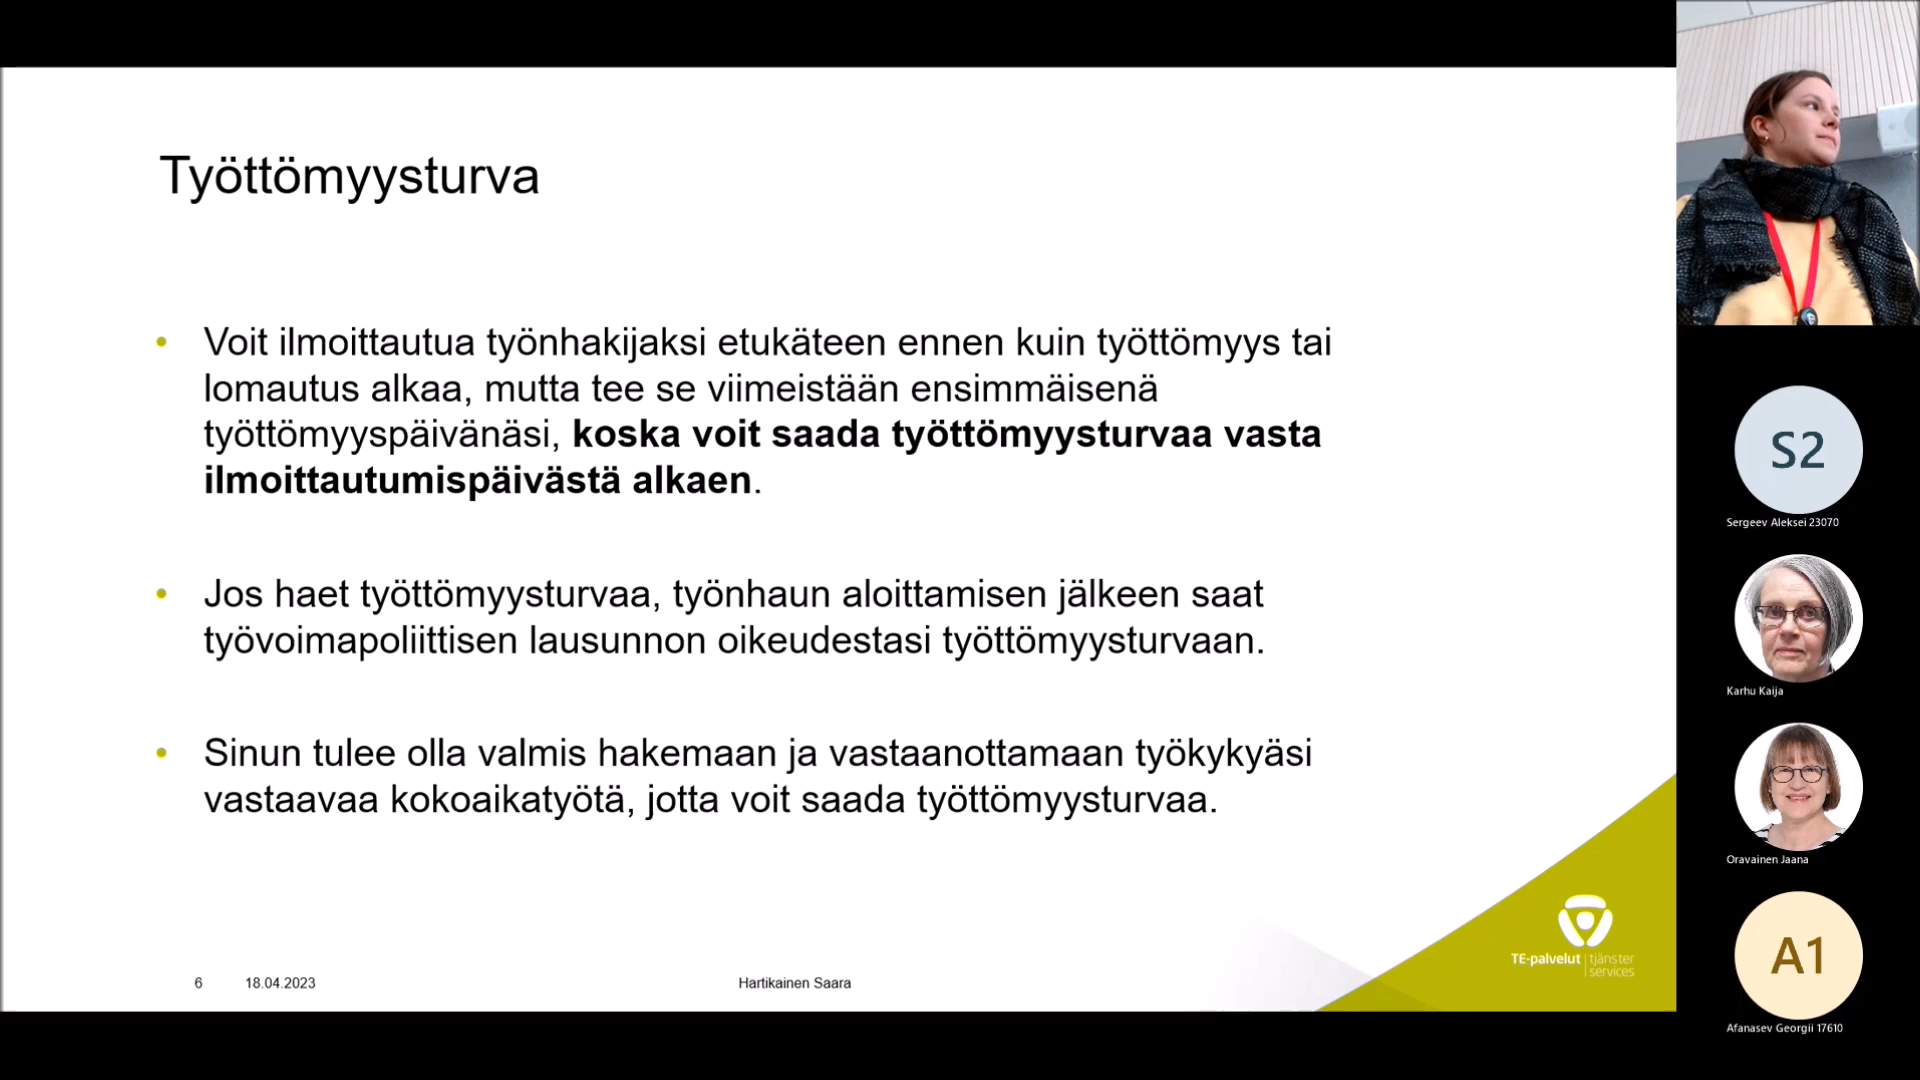 Työttömyysturva
• Voit ilmoittautua työnhakijaksi etukäteen ennen kuin työttömyys tai
lomautus alkaa, mutta tee se viimeistään ensimmäisenä
työttömyyspäivänäsi, koska voit saada työttömyysturvaa vasta
ilmoittautumispäivästä alkaen.
• Jos haet työttömyysturvaa, työnhaun aloittamisen jälkeen saat
työvoimapoliittisen lausunnon oikeudestasi työttömyysturvaan.
• Sinun tulee olla valmis hakemaan ja vastaanottamaan työkykyäsi
vastaavaa kokoaikatyötä, jotta voit saada työttömyysturvaa.
6 18.04.2023 Hartikainen Saara
TE-palvelut | tjänster
services
S2
Sergeev Aleksei 23070
Karhu Kaija
Oravainen Jaana
A1
Afanasev Georgii 17610